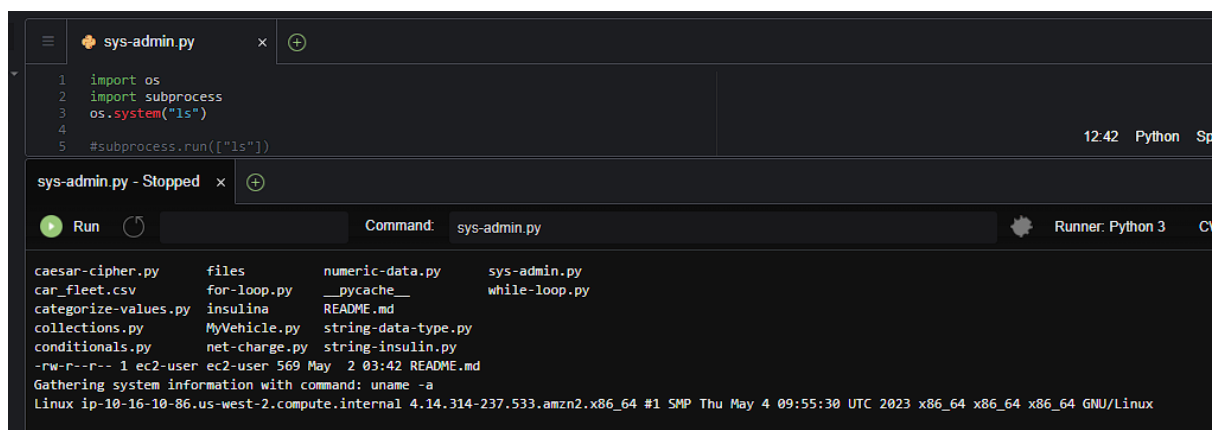 sys-admin.py
1 import os
2 import subprocess
3 os.system("ls")
4
5 #subprocess.run(["ls"])
12:42 Python Sp
sys-admin.py - Stopped
Run Command: sys-admin.py Runner: Python 3
caesar-cipher.py files numeric-data.py sys-admin.py
car_fleet.csv for-loop.py __pycache__ while-loop.py
categorize-values.py insulina README.md
collections.py MyVehicle.py string-data-type.py
conditionals.py net-charge.py string-insulin.py
-rw-r--r-- 1 ec2-user ec2-user 569 May 2 03:42 README.md
Gathering system information with command: uname -a
Linux ip-10-16-10-86.us-west-2.compute.internal 4.14.314-237.533.amzn2.x86_64 #1 SMP Thu May 4 09:55:30 UTC 2023 x86_64 x86_64 x86_64 GNU/Linux